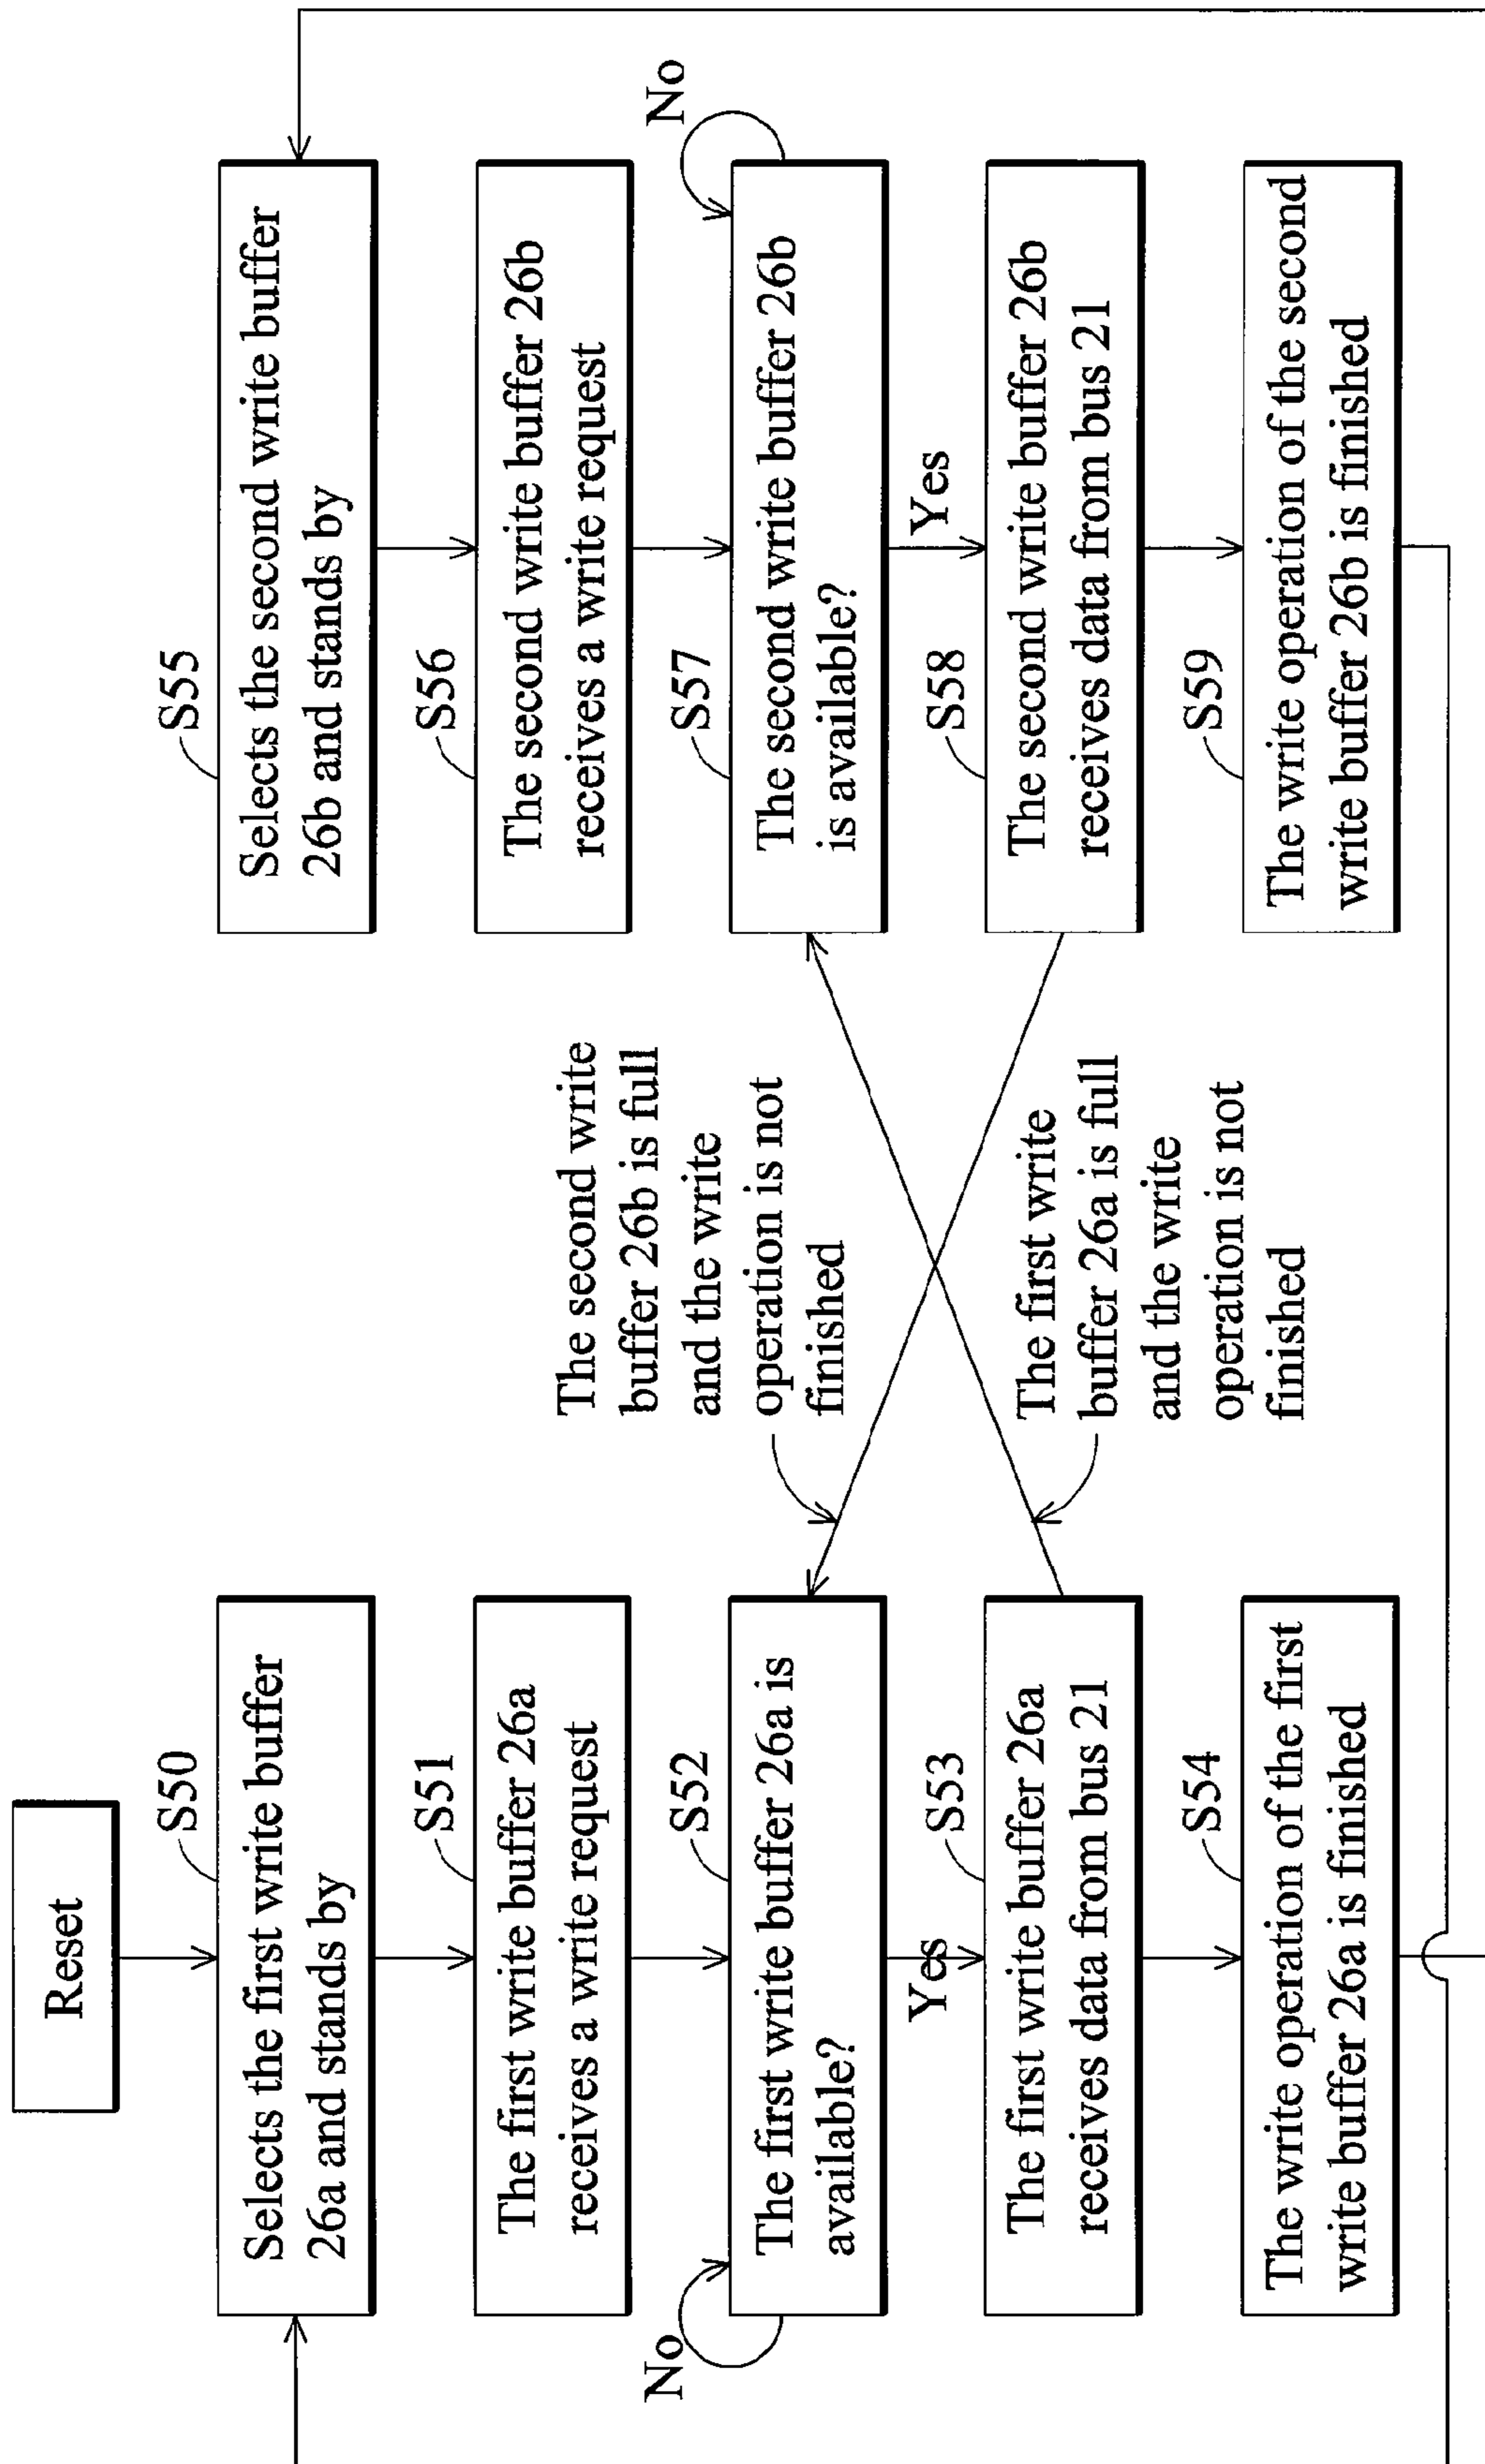 Reset
S50
Selects the first write buffer
26a and stands by
S51
The first write buffer 26a
receives a write request
S52
The first write buffer 26a is
available?
No
Yes
S53
The first write buffer 26a
receives data from bus 21
S54
The write operation of the first
write buffer 26a is finished
The second write
buffer 26b is full
and the write
operation is not
finished
The first write
buffer 26a is full
and the write
operation is not
finished
S55
Selects the second write buffer
26b and stands by
S56
The second write buffer 26b
receives a write request
S57
The second write buffer 26b
is available?
No
Yes
S58
The second write buffer 26b
receives data from bus 21
S59
The write operation of the second
write buffer 26b is finished